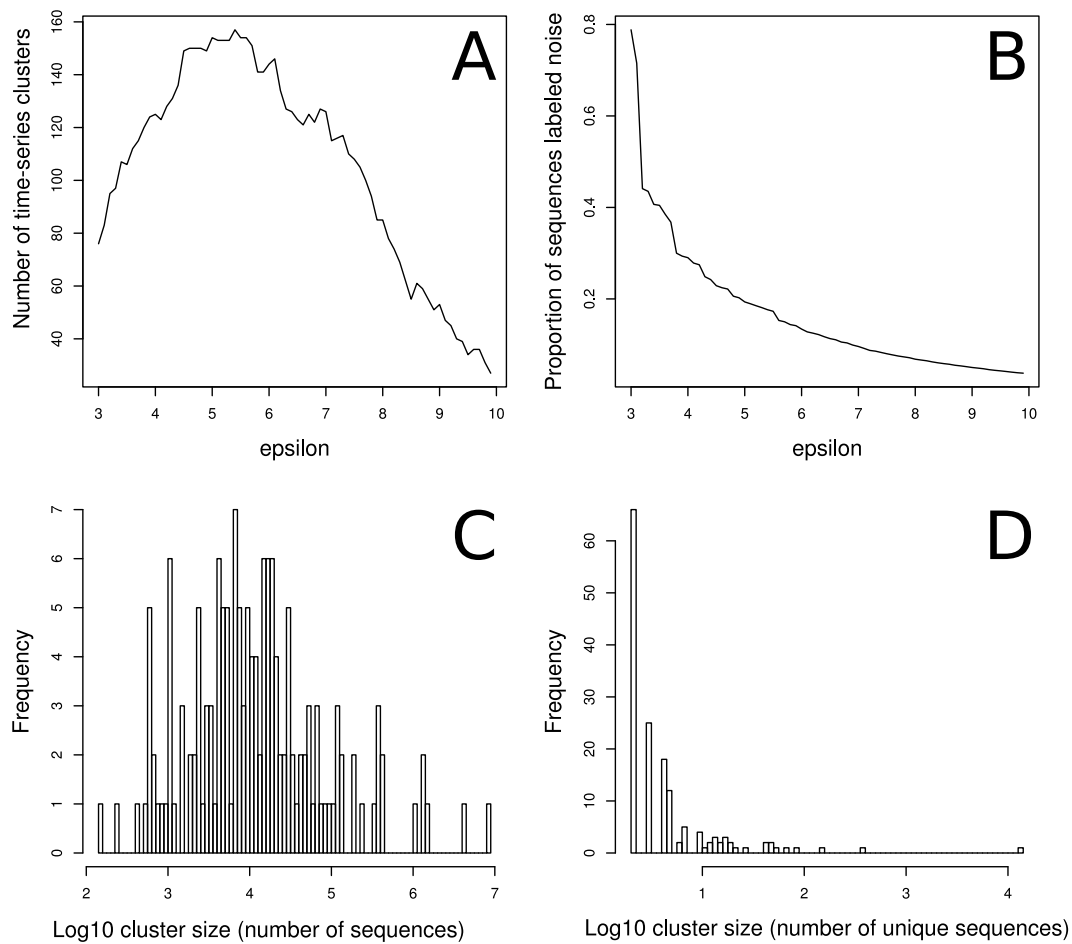 A
Number of time-series clusters
160
140
120
100
80
60
40
3 4 5 6 7 8 9 10
epsilon
B
Proportion of sequences labeled noise
0.8
0.6
0.4
0.2
3 4 5 6 7 8 9 10
epsilon
C
Frequency
7
6
5
4
3
2
1
0
2 3 4 5 6 7
Log10 cluster size (number of sequences)
D
Frequency
60
50
40
30
20
10
0
1 2 3 4
Log10 cluster size (number of unique sequences)